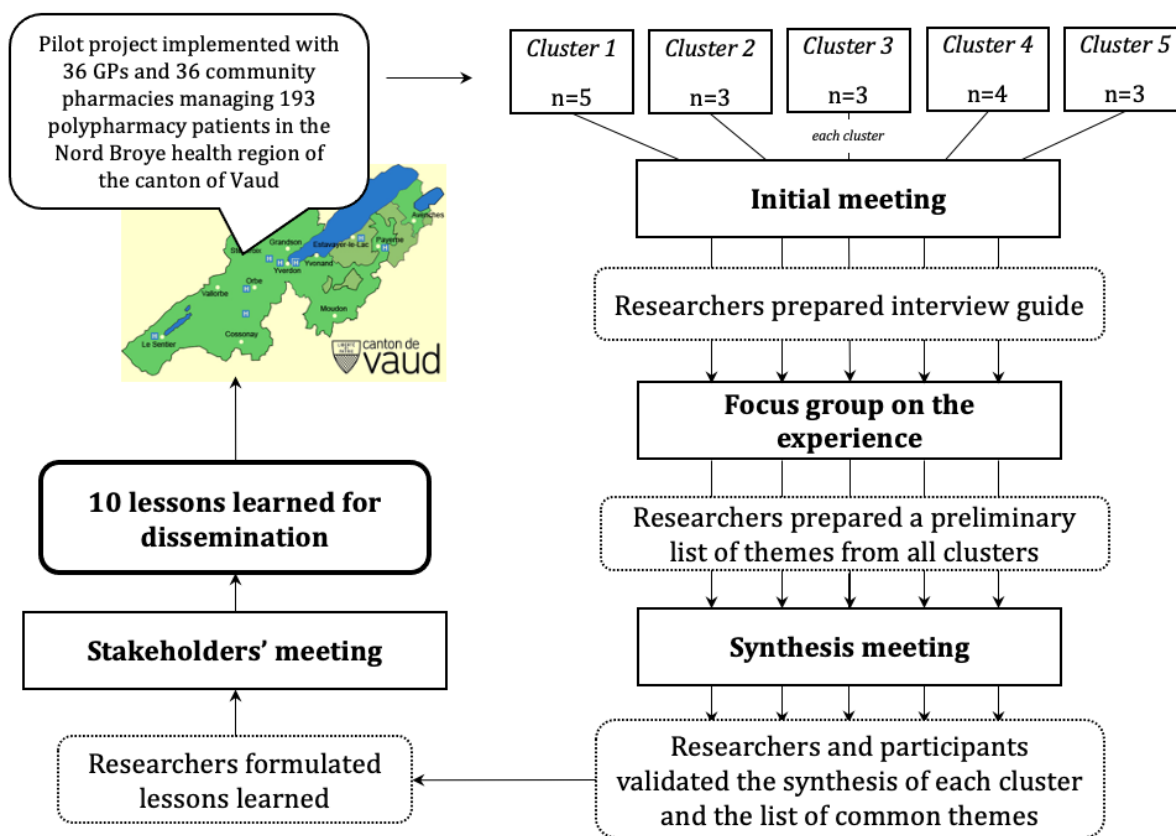 Pilot project implemented with
36 GPs and 36 community
pharmacies managing 193
polypharmacy patients in the
Nord Broye health region of
the canton of Vaud
Cluster 1
n=5
Cluster 2
n=3
Cluster 3
n=3
Cluster 4
n=4
Cluster 5
n=3
each cluster
Initial meeting
Researchers prepared interview guide
Focus group on the
experience
Researchers prepared a preliminary
list of themes from all clusters
Synthesis meeting
Researchers and participants
validated the synthesis of each cluster
and the list of common themes
Researchers formulated
lessons learned
Stakeholders’ meeting
10 lessons learned for
dissemination
Avenches
Grandson
Estavayer-le-Lac
Payerne
H
H
H
H
H
Yverdon
Yvonand
Vallorbe
H
Orbe
H
Moudon
H
Le Sentier
Cossonay
canton de
vaud